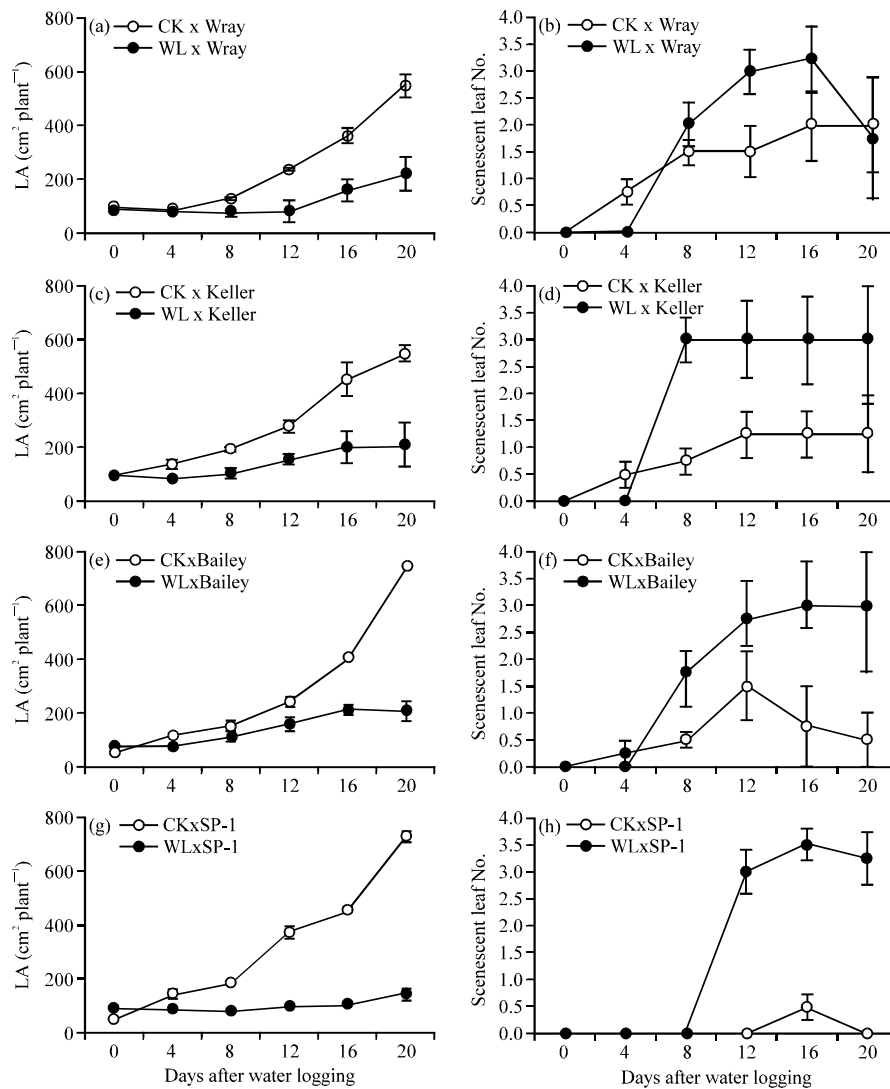 (a)
CK x Wray
WL x Wray
LA (cm² plant⁻¹)
800
600
400
200
0
0 4 8 12 16 20
(b)
CK x Wray
WL x Wray
Scenescent leaf No.
4.0
3.5
3.0
2.5
2.0
1.5
1.0
0.5
0.0
0 4 8 12 16 20
(c)
CK x Keller
WL x Keller
LA (cm² plant⁻¹)
800
600
400
200
0
0 4 8 12 16 20
(d)
CK x Keller
WL x Keller
Scenescent leaf No.
4.0
3.5
3.0
2.5
2.0
1.5
1.0
0.5
0.0
0 4 8 12 16 20
(e)
CKxBailey
WLxBailey
LA (cm² plant⁻¹)
800
600
400
200
0
0 4 8 12 16 20
(f)
CKxBailey
WLxBailey
Scenescent leaf No.
4.0
3.5
3.0
2.5
2.0
1.5
1.0
0.5
0.0
0 4 8 12 16 20
(g)
CKxSP-1
WLxSP-1
LA (cm² plant⁻¹)
800
600
400
200
0
0 4 8 12 16 20
Days after water logging
(h)
CKxSP-1
WLxSP-1
Scenescent leaf No.
4.0
3.5
3.0
2.5
2.0
1.5
1.0
0.5
0.0
0 4 8 12 16 20
Days after water logging